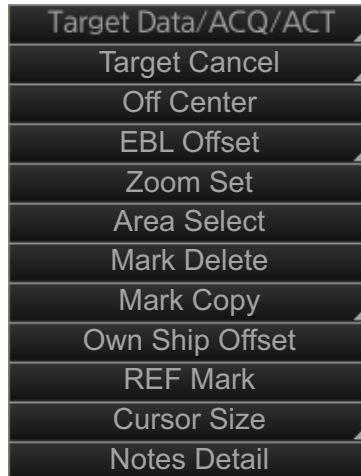 Target Data/ACQ/ACT
Target Cancel
Off Center
EBL Offset
Zoom Set
Area Select
Mark Delete
Mark Copy
Own Ship Offset
REF Mark
Cursor Size
Notes Detail